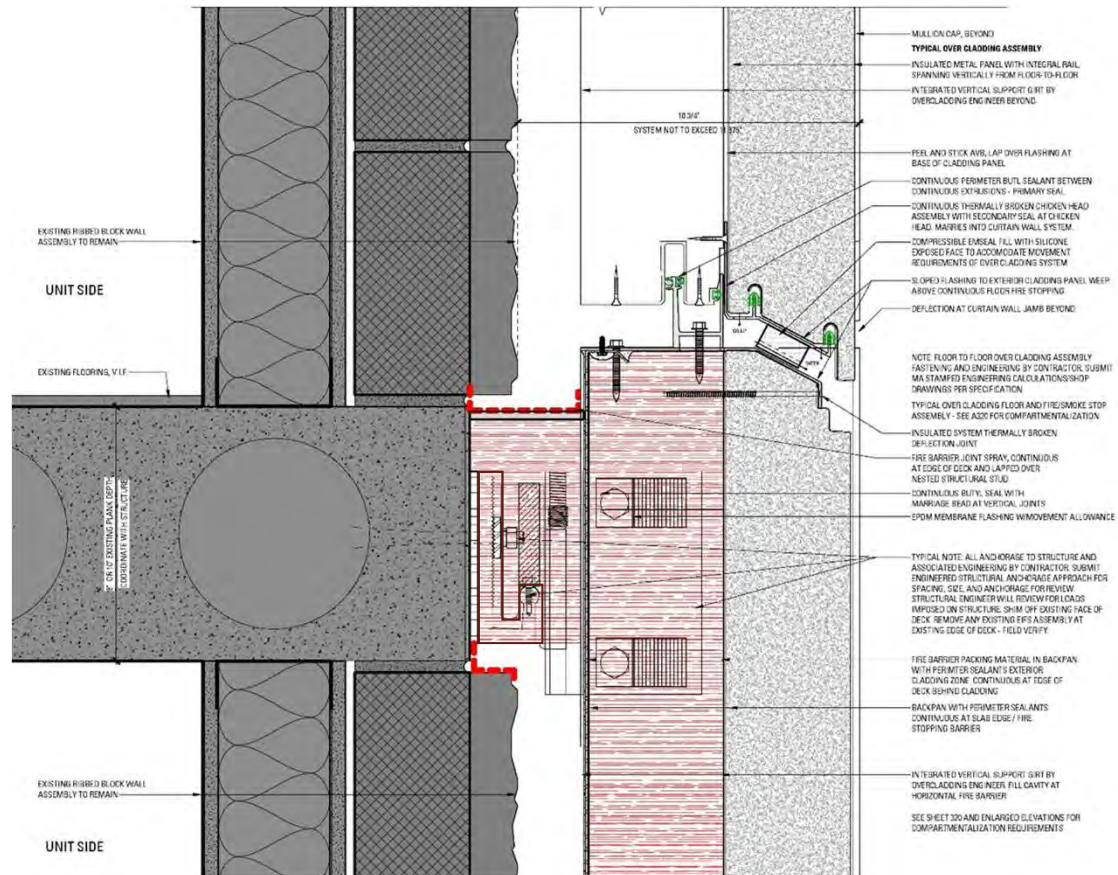 MULLION CAP, BEYOND
TYPICAL OVER CLADDING ASSEMBLY
INSULATED METAL PANEL WITH INTEGRAL RAIL,
SPANNING VERTICALLY FROM FLOOR-TO-FLOOR
INTEGRATED VERTICAL SUPPORT GIRT BY
OVERCLADDING ENGINEER BEYOND.
10 3/4"
SYSTEM NOT TO EXCEED
PEEL AND STICK AVB, LAP OVER FLASHING AT
BASE OF CLADDING PANEL
CONTINUOUS PERIMETER BUTL SEALANT BETWEEN
CONTINUOUS EXTRUSIONS - PRIMARY SEAL
CONTINUOUS THERMALLY BROKEN CHICKEN HEAD
ASSEMBLY WITH SECONDARY SEAL AT CHICKEN
HEAD. MARRIES INTO CURTAIN WALL SYSTEM.
COMPRESSIBLE EMSEAL FILL WITH SILICONE
EXPOSED FACE TO ACCOMODATE MOVEMENT
REQUIREMENTS OF OVER CLADDING SYSTEM
SLOPED FLASHING TO EXTERIOR CLADDING PANEL WEEP
ABOVE CONTINUOUS FLOOR FIRE STOPPING
DEFLECTION AT CURTAIN WALL JAMB BEYOND
EXISTING RIBBED BLOCK WALL
ASSEMBLY TO REMAIN
UNIT SIDE
EXISTING FLOORING, V.I.F.
NOTE: FLOOR TO FLOOR OVER CLADDING ASSEMBLY
FASTENING AND ENGINEERING BY CONTRACTOR. SUBMIT
MA STAMPED ENGINEERING CALCULATIONS/SHOP
DRAWINGS PER SPECIFICATION
TYPICAL OVER CLADDING FLOOR AND FIRE/SMOKE STOP
ASSEMBLY - SEE A320 FOR COMPARTMENTALIZATION
INSULATED SYSTEM THERMALLY BROKEN
DEFLECTION JOINT
FIRE BARRIER JOINT SPRAY, CONTINUOUS
AT EDGE OF DECK AND LAPPED OVER
NESTED STRUCTURAL STUD
CONTINUOUS BUTYL SEAL WITH
MARRIAGE BEAD AT VERTICAL JOINTS
EPDM MEMBRANE FLASHING W/MOVEMENT ALLOWANCE
OR 10" EXISTING PLANK DEPTH-
COORDINATE WITH STRUCTURE
TYPICAL NOTE: ALL ANCHORAGE TO STRUCTURE AND
ASSOCIATED ENGINEERING BY CONTRACTOR. SUBMIT
ENGINEERED STRUCTURAL ANCHORAGE APPROACH FOR
SPACING, SIZE, AND ANCHORAGE FOR REVIEW.
STRUCTURAL ENGINEER WILL REVIEW FOR LOADS
IMPOSED ON STRUCTURE. SHIM OFF EXISTING FACE OF
DECK. REMOVE ANY EXISTING EIFS ASSEMBLY AT
EXISTING EDGE OF DECK - FIELD VERIFY.
FIRE BARRIER PACKING MATERIAL IN BACKPAN
WITH PERIMTER SEALANTS EXTERIOR
CLADDING ZONE. CONTINUOUS AT EDGE OF
DECK BEHIND CLADDING
BACKPAN WITH PERIMETER SEALANTS
CONTINUOUS AT SLAB EDGE / FIRE
STOPPING BARRIER
EXISTING RIBBED BLOCK WALL
ASSEMBLY TO REMAIN
UNIT SIDE
INTEGRATED VERTICAL SUPPORT GIRT BY
OVERCLADDING ENGINEER. FILL CAVITY AT
HORIZONTAL FIRE BARRIER
SEE SHEET 320 AND ENLARGED ELEVATIONS FOR
COMPARTMENTALIZATION REQUIREMENTS